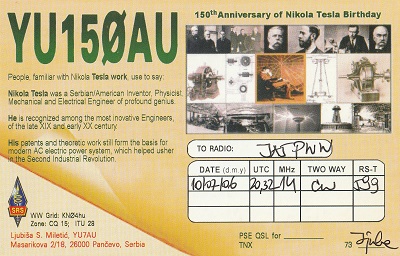 YU150AU
150th Anniversary of Nikola Tesla Birthday
People, familiar with Nikola Tesla work, use to say:
Nikola Tesla was a Serbian/American Inventor, Physicist,
Mechanical and Electrical Engineer of profound genius.
He is recognized among the most inovative Engineers,
of the late XIX and early XX century.
His patents and theoretic work still form the basis for
modern AC electric power system, which helped usher
in the Second Industrial Revolution.
TO RADIO:
DATE (d.m.y) UTC MHz TWO WAY RS-T
10/07/06 20,32 14 CW 599
SRS
WW Grid: KN04hu
Zone: CQ 15; ITU 28
Ljubiša S. Miletić, YU7AU
Masarikova 2/18, 26000 Pančevo, Serbia
PSE QSL for
TNX 73